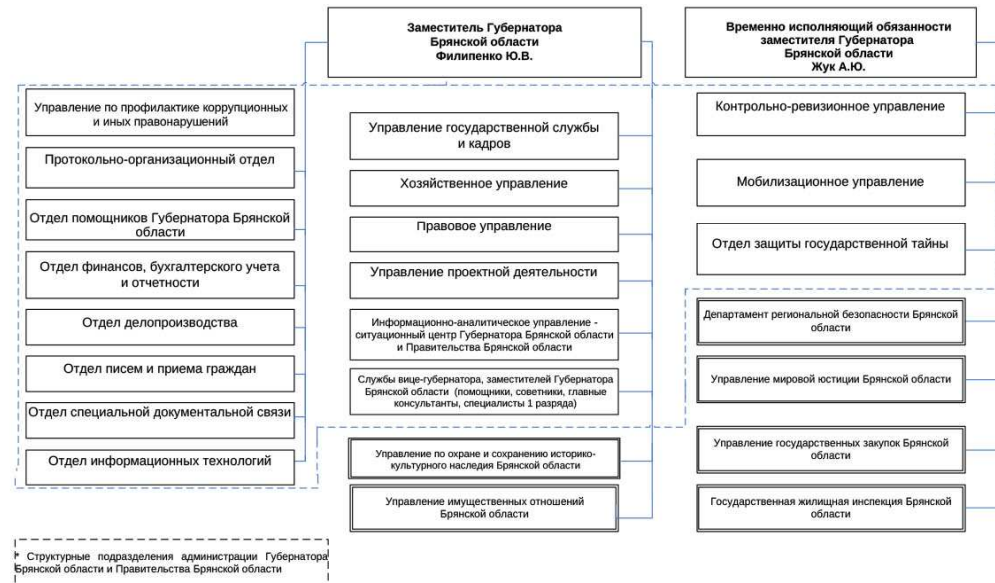 Заместитель Губернатора
Брянской области
Филипенко Ю.В.
Временно исполняющий обязанности
заместителя Губернатора
Брянской области
Жук А.Ю.
Управление по профилактике коррупционных
и иных правонарушений
Протокольно-организационный отдел
Отдел помощников Губернатора Брянской
области
Отдел финансов, бухгалтерского учета
и отчетности
Отдел делопроизводства
Отдел писем и приема граждан
Отдел специальной документальной связи
Отдел информационных технологий
Управление государственной службы
и кадров
Хозяйственное управление
Правовое управление
Управление проектной деятельности
Информационно-аналитическое управление -
ситуационный центр Губернатора Брянской области
и Правительства Брянской области
Службы вице-губернатора, заместителей Губернатора
Брянской области (помощники, советники, главные
консультанты, специалисты 1 разряда)
Управление по охране и сохранению историко-
культурного наследия Брянской области
Управление имущественных отношений
Брянской области
Контрольно-ревизионное управление
Мобилизационное управление
Отдел защиты государственной тайны
Департамент региональной безопасности Брянской
области
Управление мировой юстиции Брянской области
Управление государственных закупок Брянской
области
Государственная жилищная инспекция Брянской
области
* Структурные подразделения администрации Губернатора
Брянской области и Правительства Брянской области